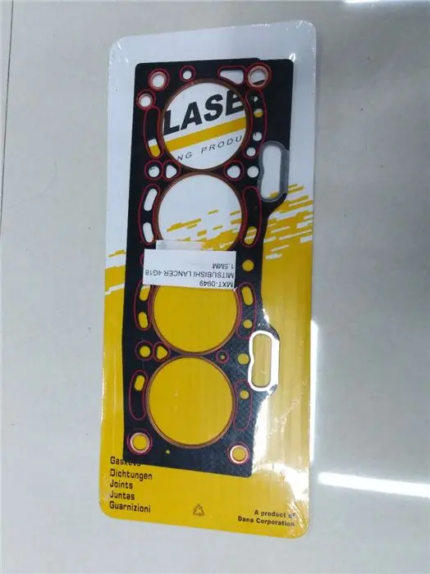 LASE
NG PRODU
MXT-0949
MITSUBISHI LANCER 4G18
1.5MM
Gaskets
Dichtungen
Joints
Juntas
Guarnizioni
A product of
Dana Corporation